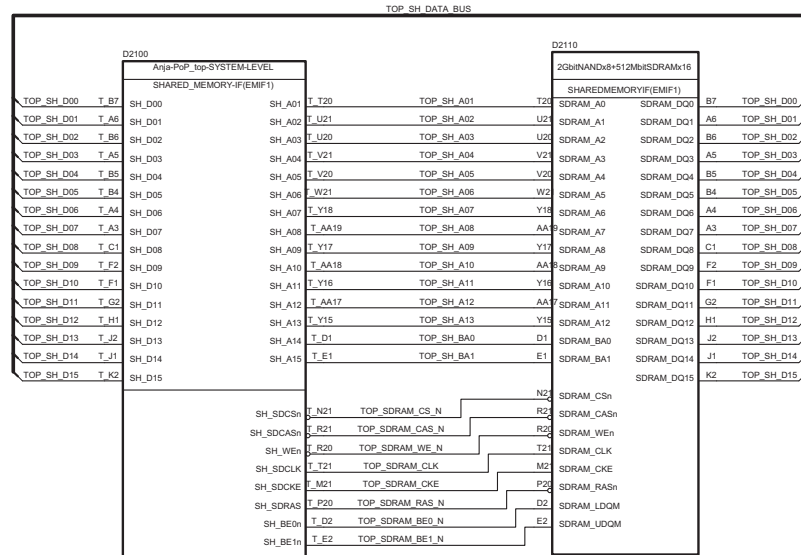 TOP_SH_DATA_BUS
D2100
D2110
Anja-PoP_top-SYSTEM-LEVEL
2GbitNANDx8+512MbitSDRAMx16
SHARED_MEMORY-IF(EMIF1)
SHAREDMEMORYIF(EMIF1)
TOP_SH_D00 T_B7 SH_D00 SH_A01 T_T20 TOP_SH_A01 T20 SDRAM_A0 SDRAM_DQ0 B7 TOP_SH_D00
TOP_SH_D01 T_A6 SH_D01 SH_A02 T_U21 TOP_SH_A02 U21 SDRAM_A1 SDRAM_DQ1 A6 TOP_SH_D01
TOP_SH_D02 T_B6 SH_D02 SH_A03 T_U20 TOP_SH_A03 U20 SDRAM_A2 SDRAM_DQ2 B6 TOP_SH_D02
TOP_SH_D03 T_A5 SH_D03 SH_A04 T_V21 TOP_SH_A04 V21 SDRAM_A3 SDRAM_DQ3 A5 TOP_SH_D03
TOP_SH_D04 T_B5 SH_D04 SH_A05 T_V20 TOP_SH_A05 V20 SDRAM_A4 SDRAM_DQ4 B5 TOP_SH_D04
TOP_SH_D05 T_B4 SH_D05 SH_A06 T_W21 TOP_SH_A06 W21 SDRAM_A5 SDRAM_DQ5 B4 TOP_SH_D05
TOP_SH_D06 T_A4 SH_D06 SH_A07 T_Y18 TOP_SH_A07 Y18 SDRAM_A6 SDRAM_DQ6 A4 TOP_SH_D06
TOP_SH_D07 T_A3 SH_D07 SH_A08 T_AA19 TOP_SH_A08 AA19 SDRAM_A7 SDRAM_DQ7 A3 TOP_SH_D07
TOP_SH_D08 T_C1 SH_D08 SH_A09 T_Y17 TOP_SH_A09 Y17 SDRAM_A8 SDRAM_DQ8 C1 TOP_SH_D08
TOP_SH_D09 T_F2 SH_D09 SH_A10 T_AA18 TOP_SH_A10 AA18 SDRAM_A9 SDRAM_DQ9 F2 TOP_SH_D09
TOP_SH_D10 T_F1 SH_D10 SH_A11 T_Y16 TOP_SH_A11 Y16 SDRAM_A10 SDRAM_DQ10 F1 TOP_SH_D10
TOP_SH_D11 T_G2 SH_D11 SH_A12 T_AA17 TOP_SH_A12 AA17 SDRAM_A11 SDRAM_DQ11 G2 TOP_SH_D11
TOP_SH_D12 T_H1 SH_D12 SH_A13 T_Y15 TOP_SH_A13 Y15 SDRAM_A12 SDRAM_DQ12 H1 TOP_SH_D12
TOP_SH_D13 T_J2 SH_D13 SH_A14 T_D1 TOP_SH_BA0 D1 SDRAM_BA0 SDRAM_DQ13 J2 TOP_SH_D13
TOP_SH_D14 T_J1 SH_D14 SH_A15 T_E1 TOP_SH_BA1 E1 SDRAM_BA1 SDRAM_DQ14 J1 TOP_SH_D14
TOP_SH_D15 T_K2 SH_D15 SDRAM_DQ15 K2 TOP_SH_D15
SH_SDCSn T_N21 TOP_SDRAM_CS_N N21 SDRAM_CSn
SH_SDCASn T_R21 TOP_SDRAM_CAS_N R21 SDRAM_CASn
SH_WEn T_R20 TOP_SDRAM_WE_N R20 SDRAM_WEn
SH_SDCLK T_T21 TOP_SDRAM_CLK T21 SDRAM_CLK
SH_SDCKE T_M21 TOP_SDRAM_CKE M21 SDRAM_CKE
SH_SDRAS T_P20 TOP_SDRAM_RAS_N P20 SDRAM_RASn
SH_BE0n T_D2 TOP_SDRAM_BE0_N D2 SDRAM_LDQM
SH_BE1n T_E2 TOP_SDRAM_BE1_N E2 SDRAM_UDQM